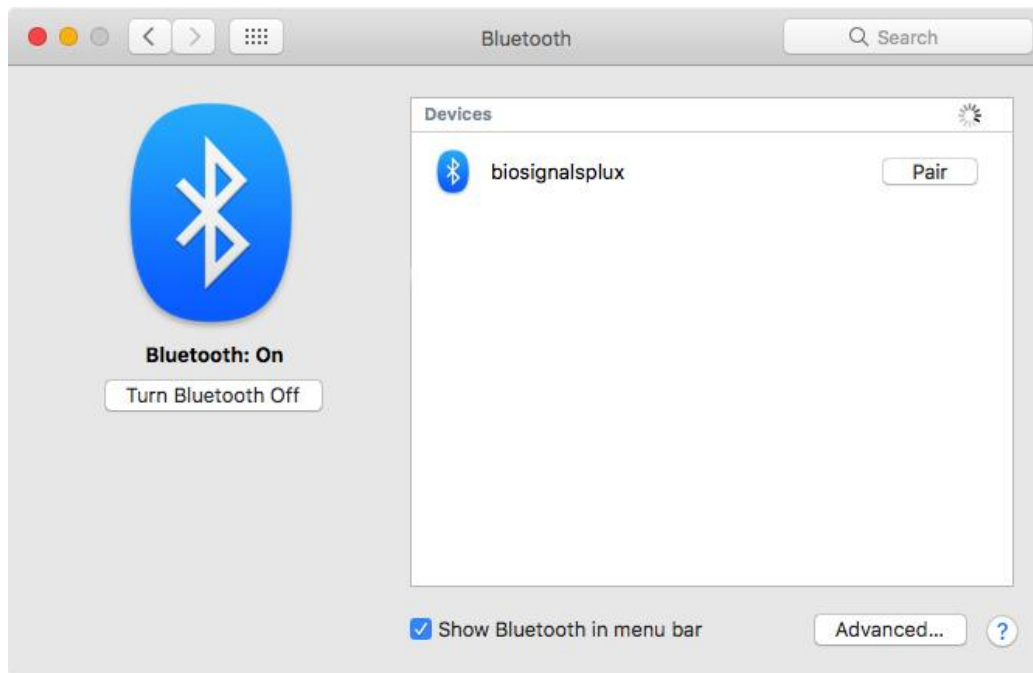 Bluetooth
Search
Devices
biosignalsplux
Pair
Bluetooth: On
Turn Bluetooth Off
Show Bluetooth in menu bar
Advanced...
?